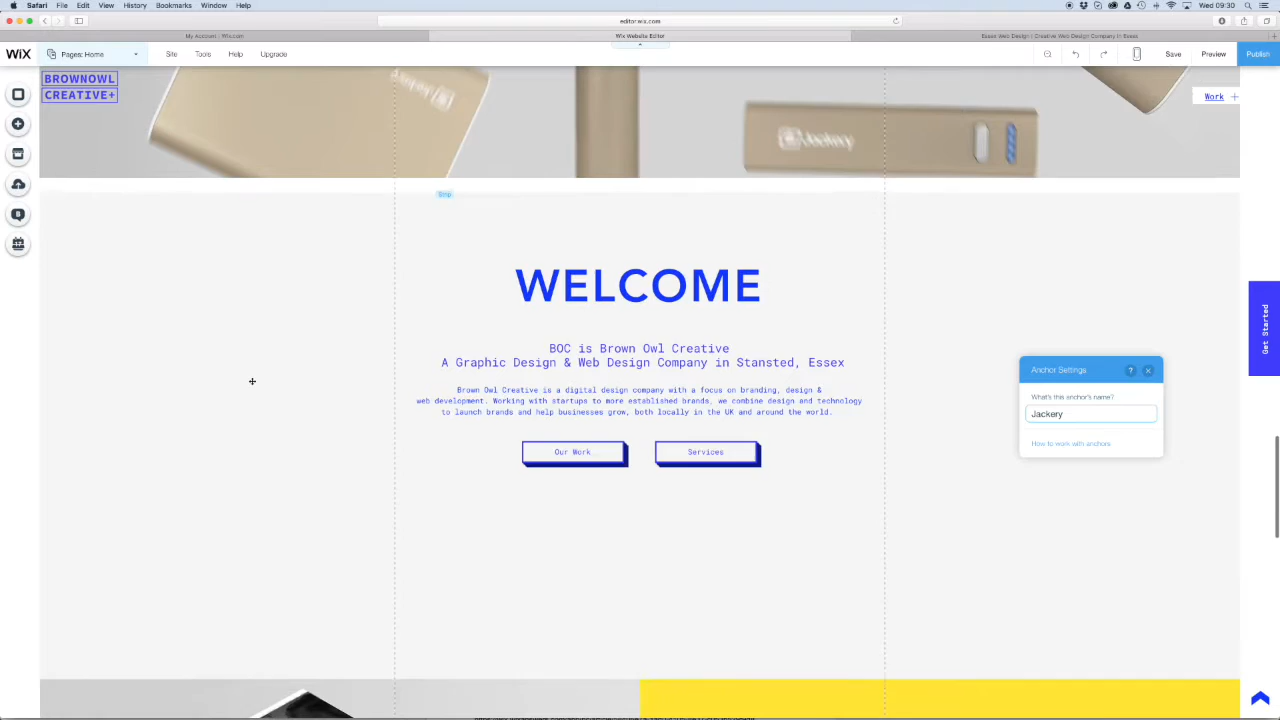 Safari File Edit View History Bookmarks Window Help Wed 09:30
editor.wix.com
My Account | Wix.com Wix Website Editor Essex Web Design | Creative Web Design Company in Essex
WiX Pages: Home Site Tools Help Upgrade Save Preview Publish
BROWNOWL
CREATIVE+
Work +
Jackery
Strip
WELCOME
Get Started
BOC is Brown Owl Creative
A Graphic Design & Web Design Company in Stansted, Essex
Brown Owl Creative is a digital design company with a focus on branding, design &
web development. Working with startups to more established brands, we combine design and technology
to launch brands and help businesses grow, both locally in the UK and around the world.
Our Work Services
Anchor Settings ?
What's this anchor's name?
Jackery
How to work with anchors